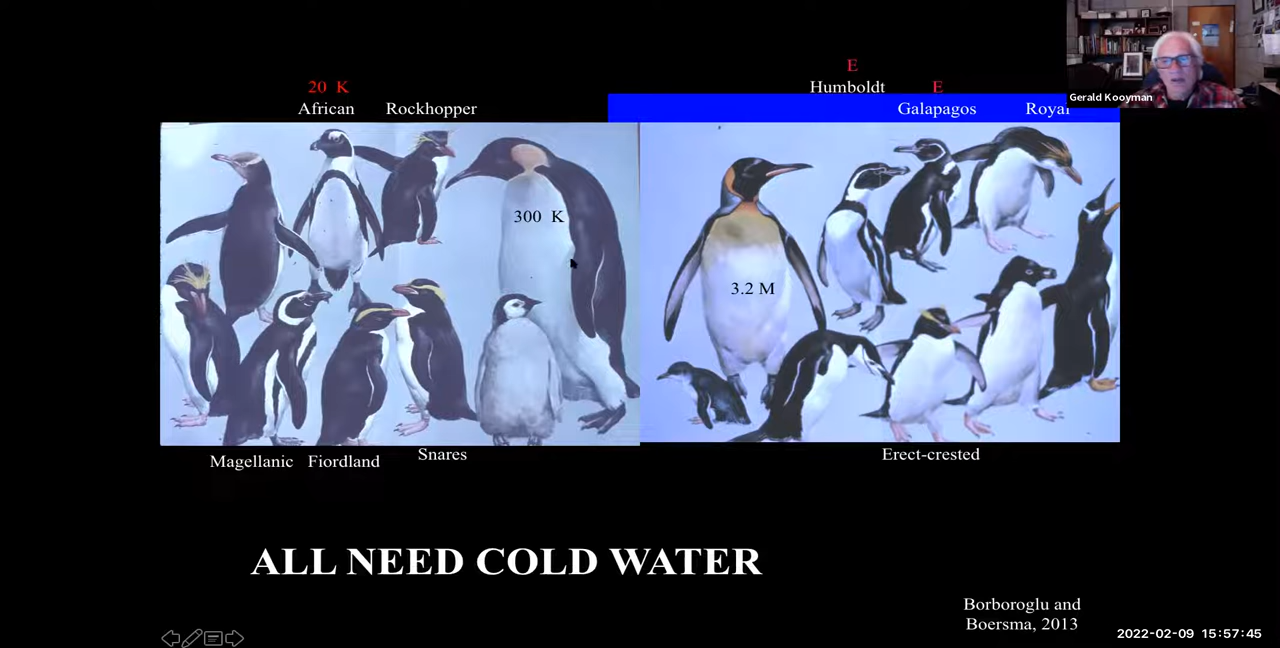 E
Humboldt
20 K
E
African
Rockhopper
Galapagos
Royal
Gerald Kooyman
300 K
3.2 M
Magellanic
Fiordland
Snares
Erect-crested
ALL NEED COLD WATER
Borboroglu and
Boersma, 2013
2022-02-09 15:57:45